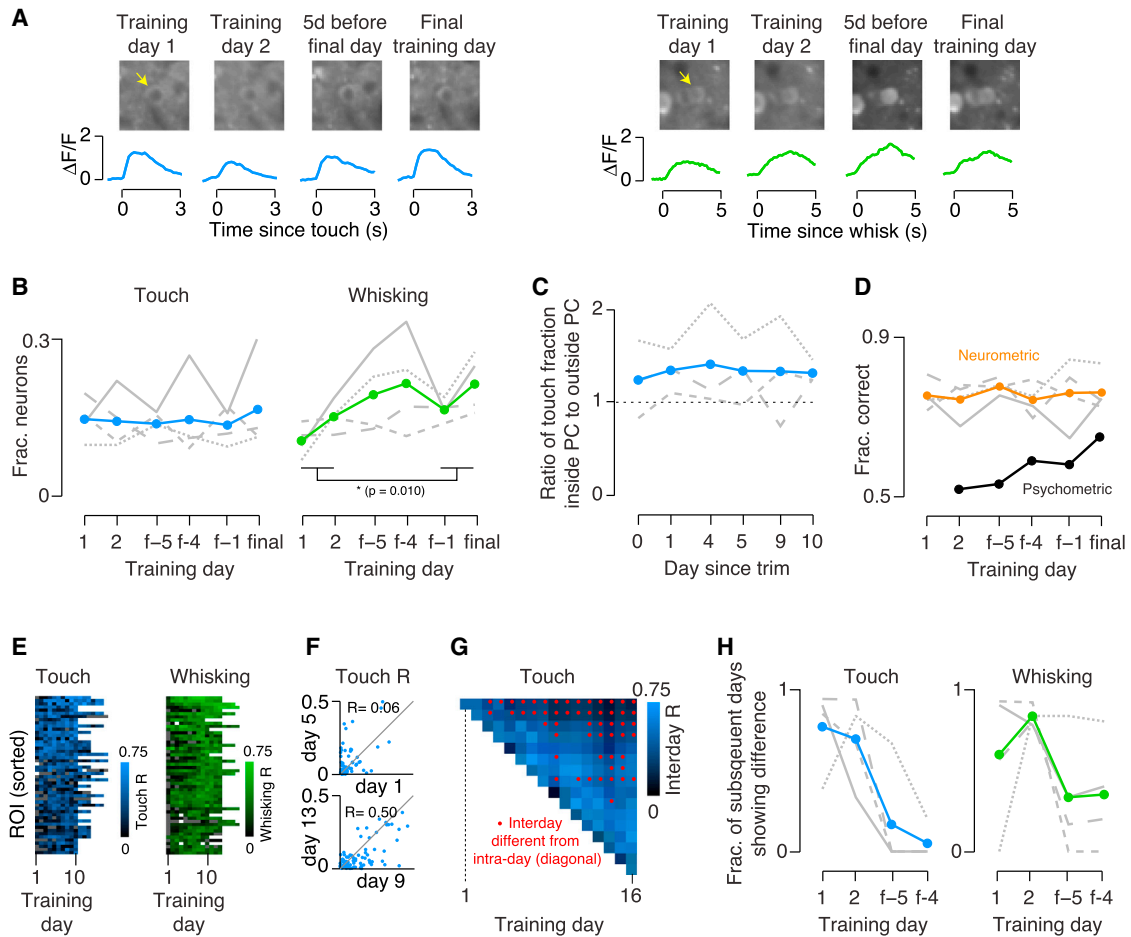 A
Training
day 1
Training
day 2
5d before
final day
Final
training day
Training
day 1
Training
day 2
5d before
final day
Final
training day
ΔF/F
2
0
0 3
0 3
0 3
0 3
Time since touch (s)
ΔF/F
2
0
0 5
0 5
0 5
0 5
Time since whisk (s)
B
Touch
Whisking
Frac. neurons
0.3
0
* (p = 0.010)
1 2 f–5 f-4 f–1 final
Training day
1 2 f–5 f-4 f–1 final
Training day
C
Ratio of touch fraction
inside PC to outside PC
2
1
0
0 1 4 5 9 10
Day since trim
D
Frac. correct
0.9
0.5
Neurometric
Psychometric
1 2 f–5 f-4 f–1 final
Training day
E
Touch
Whisking
ROI (sorted)
0.75
0
Touch R
0.75
0
Whisking R
1 10
Training
day
1 10
Training
day
F
Touch R
0.5
R= 0.06
day 5
0
day 1
0.5
R= 0.50
day 13
0
day 9
G
Touch
0.75
Interday R
0
• Interday
different from
intra-day (diagonal)
1 16
Training day
H
Touch
Whisking
Frac. of subsqeuent days
showing difference
1
0
1 2 f–5 f-4
Training day
1
0
1 2 f–5 f-4
Training day